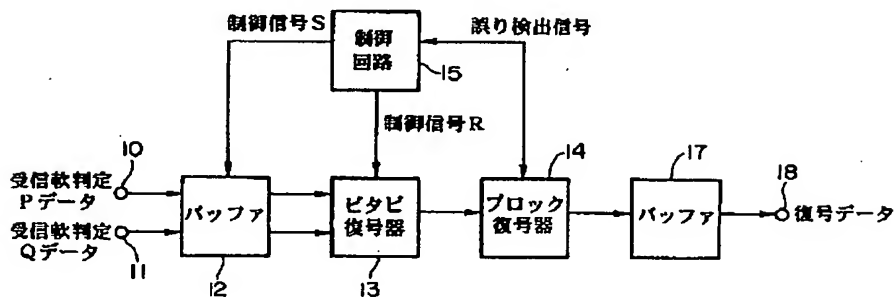 制御信号S
制御
回路
誤り検出信号
15
制御信号R
10
受信軟判定
Pデータ
受信軟判定
Qデータ
11
バッファ
12
ビタビ
復号器
13
14
ブロック
復号器
17
バッファ
18
復号データ